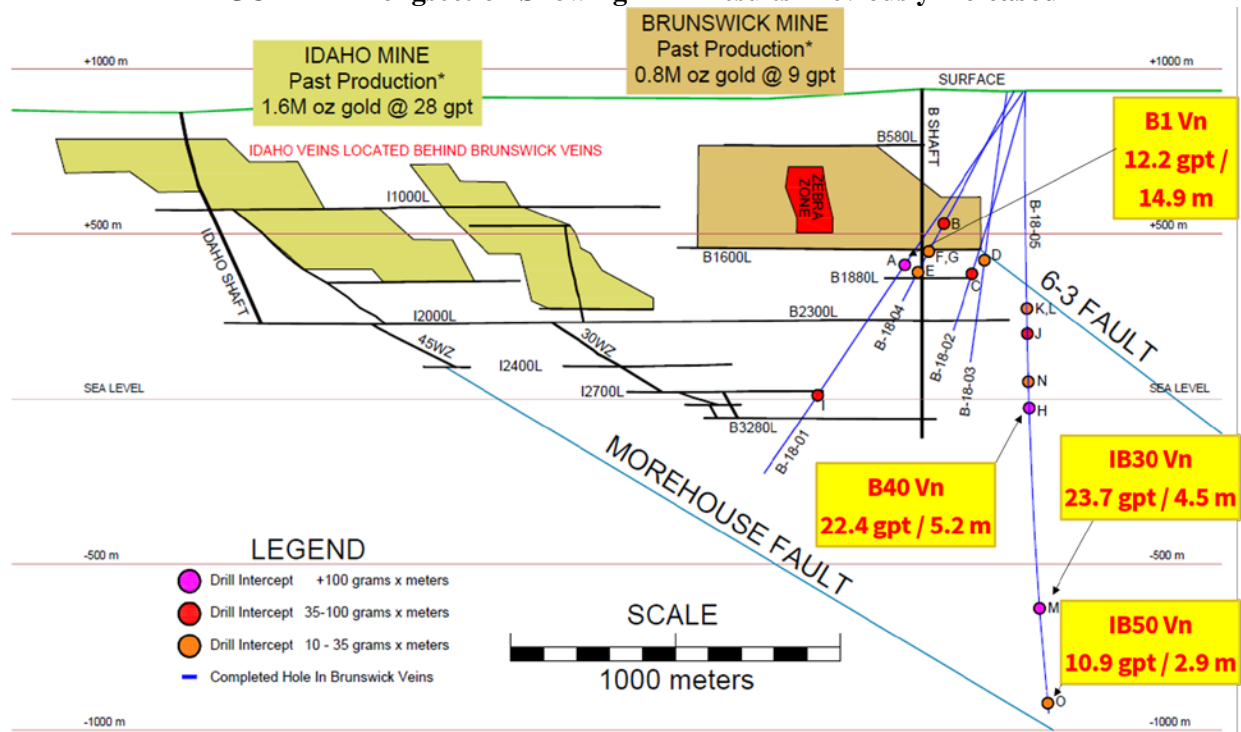 +1000 m
IDAHO MINE
Past Production*
1.6M oz gold @ 28 gpt
BRUNSWICK MINE
Past Production*
0.8M oz gold @ 9 gpt
SURFACE
+1000 m
B1 Vn
12.2 gpt /
14.9 m
IDAHO VEINS LOCATED BEHIND BRUNSWICK VEINS
B580L
B SHAFT
ZEBRA
ZONE
I1000L
+500 m
+500 m
IDAHO SHAFT
B
B-18-05
B1600L
A
F,G
D
E
B1880L
C
6-3 FAULT
K,L
I2000L
B2300L
J
B-18-04
B-18-02
B-18-03
45WZ
30WZ
I2400L
N
SEA LEVEL
SEA LEVEL
I2700L
I
H
B3280L
B-18-01
MOREHOUSE FAULT
B40 Vn
22.4 gpt / 5.2 m
IB30 Vn
23.7 gpt / 4.5 m
-500 m
-500 m
LEGEND
Drill Intercept +100 grams x meters
Drill Intercept 35-100 grams x meters
Drill Intercept 10 - 35 grams x meters
Completed Hole In Brunswick Veins
SCALE
1000 meters
M
IB50 Vn
10.9 gpt / 2.9 m
O
-1000 m
-1000 m